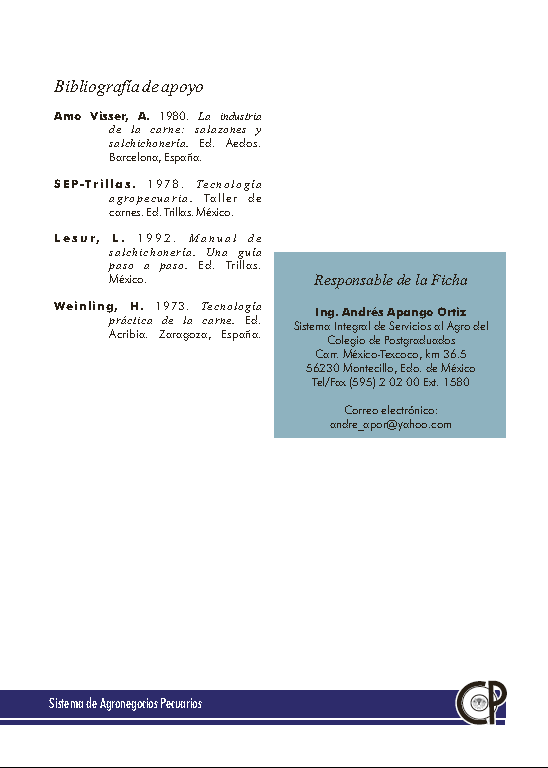 Bibliografía de apoyo
Amo Visser, A. 1980. La industria
de la carne: salazones y
salchichonería. Ed. Aedos.
Barcelona, España.
SEP-Trillas. 1978. Tecnología
agropecuaria. Taller de
carnes. Ed. Trillas. México.
Lesur, L. 1992. Manual de
salchichonería. Una guía
paso a paso. Ed. Trillas.
México.
Weinling, H. 1973. Tecnología
práctica de la carne. Ed.
Acribia. Zaragoza, España.
Responsable de la Ficha
Ing. Andrés Apango Ortiz
Sistema Integral de Servicios al Agro del
Colegio de Postgraduados
Carr. México-Texcoco, km 36.5
56230 Montecillo, Edo. de México
Tel/Fax (595) 2 02 00 Ext. 1580
Correo electrónico:
andre_apor@yahoo.com
Sistema de Agronegocios Pecuarios
CP